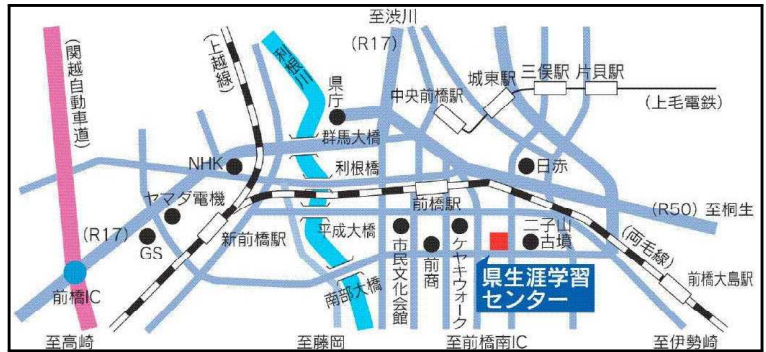 至渋川
(R17)
(関越自動車道)
(上越線)
利根川
県庁
中央前橋駅
城東駅
三俣駅
片貝駅
(上毛電鉄)
群馬大橋
NHK
利根橋
日赤
ヤマダ電機
前橋駅
(R50)至桐生
(R17)
GS
新前橋駅
平成大橋
市民文化会館
前商
ケヤキウォーク
二子山
古墳
(両毛線)
県生涯学習
センター
前橋大島駅
前橋IC
南部大橋
至高崎
至藤岡
至前橋南IC
至伊勢崎